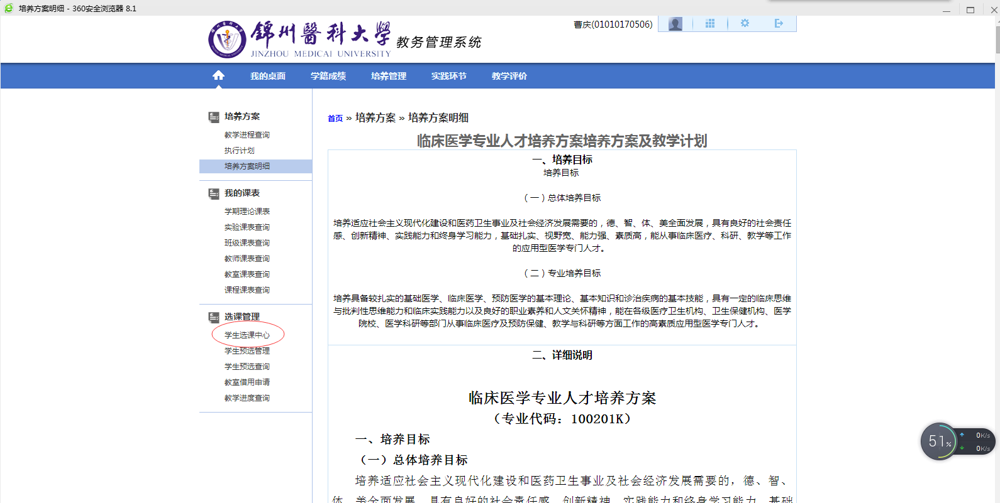 培养方案明细 - 360安全浏览器 8.1
錦州醫科大學
JINZHOU MEDICAL UNIVERSITY
教务管理系统
曹庆(01010170506)
我的桌面 学籍成绩 培养管理 实践环节 教学评价
培养方案
教学进程查询
执行计划
培养方案明细
我的课表
学期理论课表
实验课表查询
班级课表查询
教师课表查询
教室课表查询
课程课表查询
选课管理
学生选课中心
学生预选管理
学生预选查询
教室借用申请
教学进度查询
首页 » 培养方案 » 培养方案明细
临床医学专业人才培养方案培养方案及教学计划
一、培养目标
培养目标
（一）总体培养目标
培养适应社会主义现代化建设和医药卫生事业及社会经济发展需要的，德、智、体、美全面发展，具有良好的社会责任
感、创新精神、实践能力和终身学习能力，基础扎实、视野宽、能力强、素质高，能从事临床医疗、科研、教学等工作
的应用型医学专门人才。
（二）专业培养目标
培养具备较扎实的基础医学、临床医学、预防医学的基本理论、基本知识和诊治疾病的基本技能，具有一定的临床思维
与批判性思维能力和临床实践能力以及良好的职业素养和人文关怀精神，能在各级医疗卫生机构、卫生保健机构、医学
院校、医学科研等部门从事临床医疗及预防保健、教学与科研等方面工作的高素质应用型医学专门人才。
二、详细说明
临床医学专业人才培养方案
（专业代码：100201K）
一、培养目标
（一）总体培养目标
培养适应社会主义现代化建设和医药卫生事业及社会经济发展需要的，德、智、
体、美全面发展，具有良好的社会责任感、创新精神、实践能力和终身学习能力，基础
51%
0K/s
0K/s